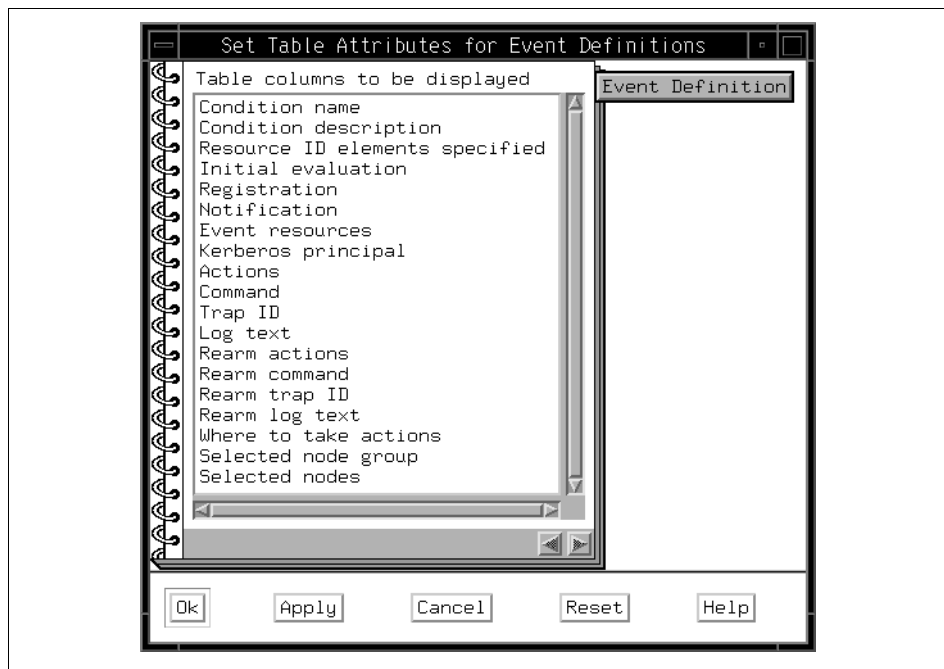 Set Table Attributes for Event Definitions
Table columns to be displayed
Event Definition
Condition name
Condition description
Resource ID elements specified
Initial evaluation
Registration
Notification
Event resources
Kerberos principal
Actions
Command
Trap ID
Log text
Rearm actions
Rearm command
Rearm trap ID
Rearm log text
Where to take actions
Selected node group
Selected nodes
Ok Apply Cancel Reset Help